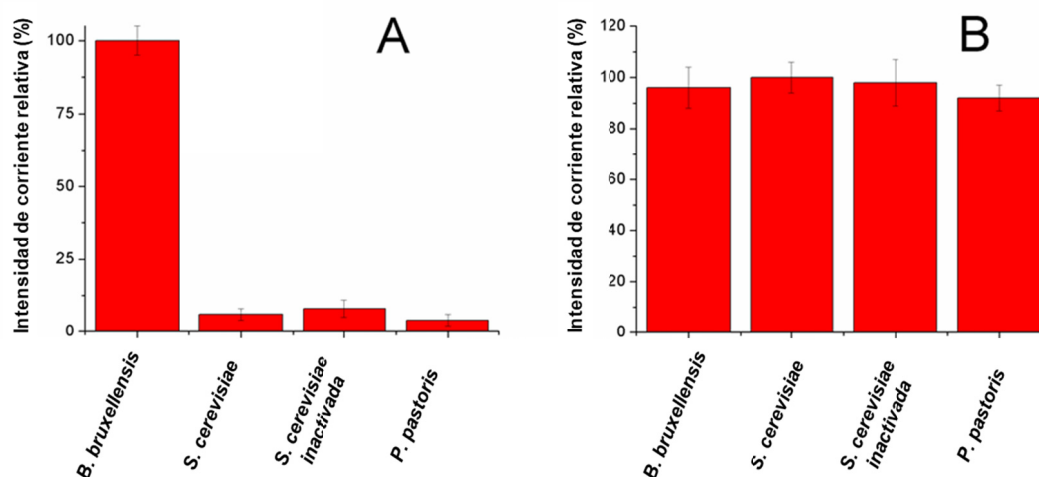 A
Intensidad de corriente relativa (%)
100
75
50
25
0
B. bruxellensis
S. cerevisiae
S. cerevisiae
inactivada
P. pastoris
B
Intensidad de corriente relativa (%)
120
100
80
60
40
20
0
B. bruxellensis
S. cerevisiae
S. cerevisiae
inactivada
P. pastoris